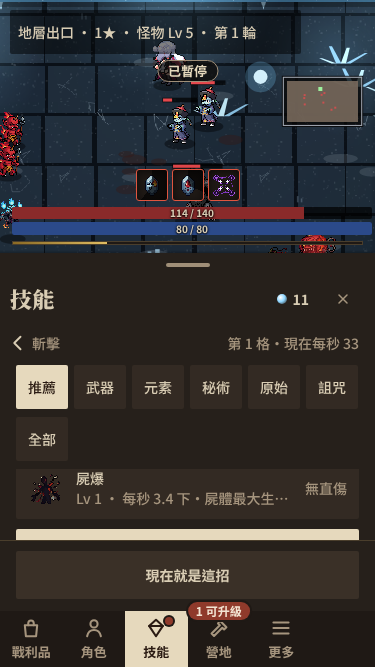 地層出口 · 1★ · 怪物 Lv 5 · 第 1 輪
已暫停
114 / 140
80 / 80
技能
11
×
斬擊
第 1 格·現在每秒 33
推薦
武器
元素
秘術
原始
詛咒
全部
屍爆
Lv 1 · 每秒 3.4 下·屍體最大生…
無直傷
現在就是這招
1 可升級
戰利品
角色
技能
營地
更多